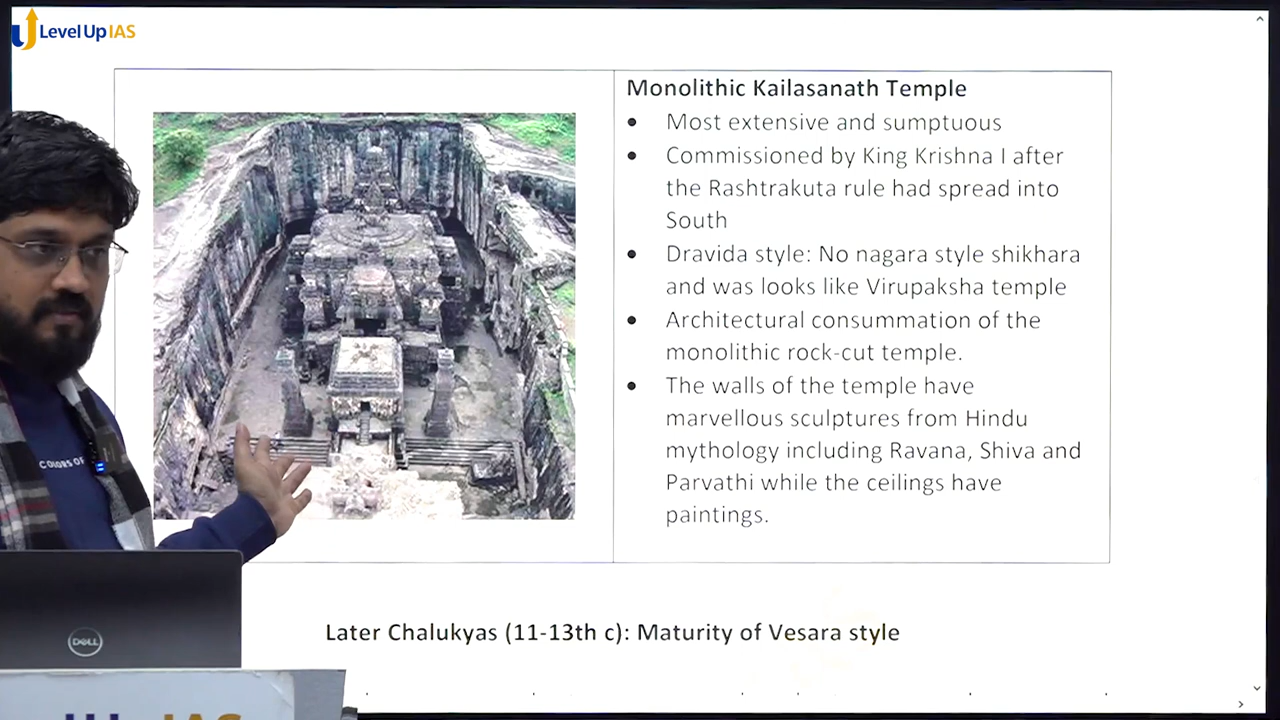 Level Up IAS
Monolithic Kailasanath Temple
• Most extensive and sumptuous
• Commissioned by King Krishna I after
the Rashtrakuta rule had spread into
South
• Dravida style: No nagara style shikhara
and was looks like Virupaksha temple
• Architectural consummation of the
monolithic rock-cut temple.
• The walls of the temple have
marvellous sculptures from Hindu
mythology including Ravana, Shiva and
Parvathi while the ceilings have
paintings.
COLORS OF
DELL
Later Chalukyas (11-13th c): Maturity of Vesara style
IAS